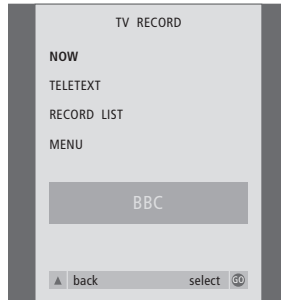 TV RECORD
NOW
TELETEXT
RECORD LIST
MENU
BBC
▲ back select GO